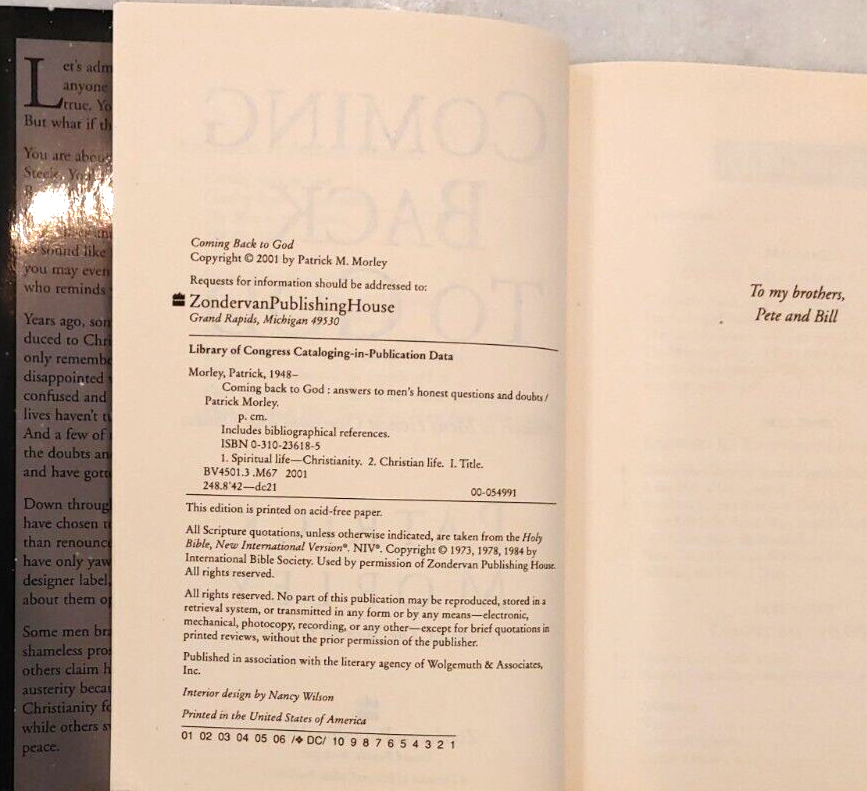 Let's adm
anyone
true. Yo
But what if th
You are abou
sound like
you may even
who reminds
Years ago, son
duced to Chri
only remembe
disappointed
confused and
lives haven't tu
And a few of
the doubts an
and have gott
Down throug
have chosen to
than renounce
have only yaw
designer label,
about them op
Some men bra
shameless pro
others claim h
austerity becau
Christianity fo
while others s
peace.
Coming Back to God
Copyright © 2001 by Patrick M. Morley
Requests for information should be addressed to:
ZondervanPublishingHouse
Grand Rapids, Michigan 49530
Library of Congress Cataloging-in-Publication Data
Morley, Patrick, 1948–
Coming back to God : answers to men's honest questions and doubts /
Patrick Morley.
p. cm.
Includes bibliographical references.
ISBN 0-310-23618-5
1. Spiritual life—Christianity. 2. Christian life. I. Title.
BV4501.3 .M67 2001
248.8'42—dc21 00-054991
This edition is printed on acid-free paper.
All Scripture quotations, unless otherwise indicated, are taken from the Holy
Bible, New International Version®. NIV®. Copyright © 1973, 1978, 1984 by
International Bible Society. Used by permission of Zondervan Publishing House.
All rights reserved.
All rights reserved. No part of this publication may be reproduced, stored in a
retrieval system, or transmitted in any form or by any means—electronic,
mechanical, photocopy, recording, or any other—except for brief quotations in
printed reviews, without the prior permission of the publisher.
Published in association with the literary agency of Wolgemuth & Associates,
Inc.
Interior design by Nancy Wilson
Printed in the United States of America
01 02 03 04 05 06 /❖ DC/ 10 9 8 7 6 5 4 3 2 1
To my brothers,
Pete and Bill